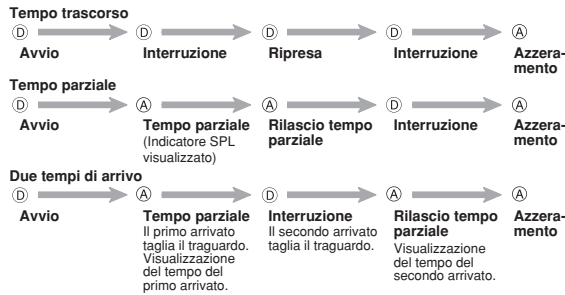 Tempo trascorso
D D D D A
Avvio Interruzione Ripresa Interruzione Azzera-
mento
Tempo parziale
D A A D A
Avvio Tempo parziale Rilascio tempo Interruzione Azzera-
(Indicatore SPL parziale mento
visualizzato)
Due tempi di arrivo
D A D A A
Avvio Tempo parziale Interruzione Rilascio tempo Azzera-
Il primo arrivato Il secondo arrivato parziale mento
taglia il traguardo. taglia il traguardo. Visualizzazione
Visualizzazione del tempo del
del tempo del secondo arrivato.
primo arrivato.